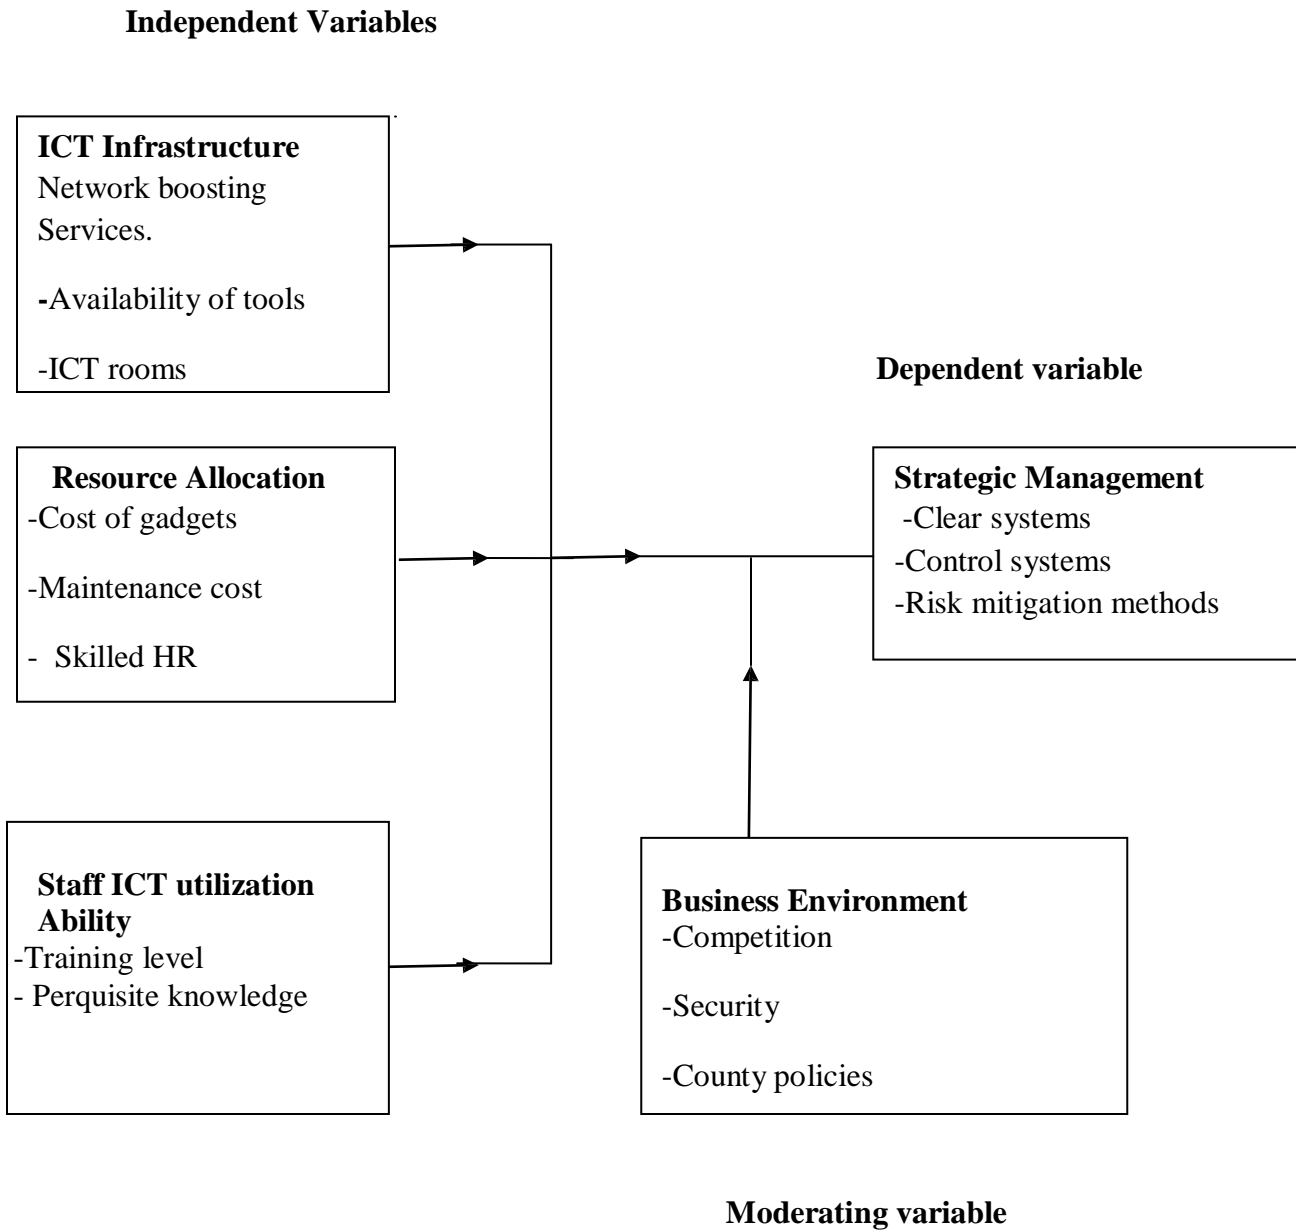 Independent Variables
ICT Infrastructure
Network boosting
Services.
-Availability of tools
-ICT rooms
Resource Allocation
-Cost of gadgets
-Maintenance cost
- Skilled HR
Staff ICT utilization
Ability
-Training level
- Perquisite knowledge
Dependent variable
Strategic Management
-Clear systems
-Control systems
-Risk mitigation methods
Business Environment
-Competition
-Security
-County policies
Moderating variable